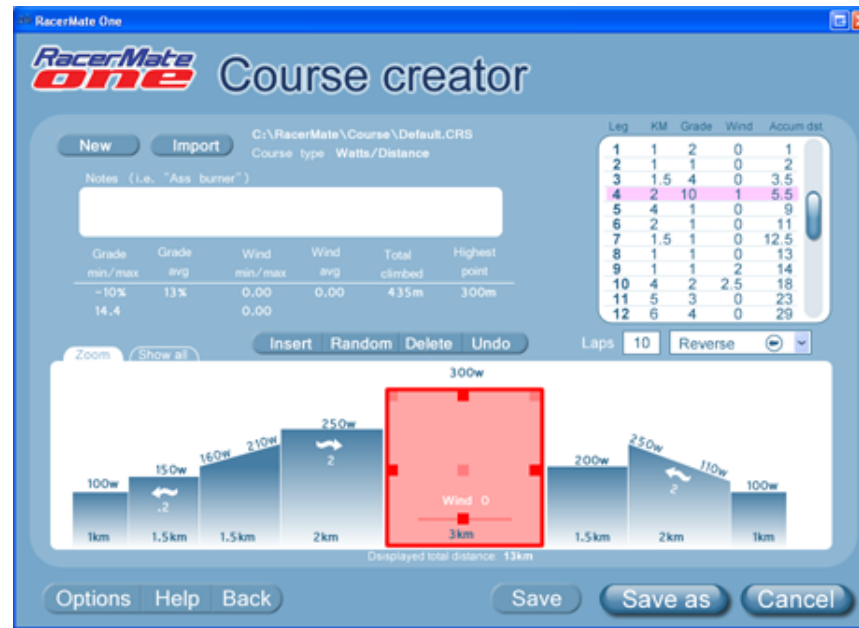 RacerMate One
RacerMate
one
Course creator
New Import
C:\RacerMate\Course\Default.CRS
Course type Watts/Distance
Notes (i.e. "Ass burner")
Grade min/max Grade avg Wind min/max Wind avg Total climbed Highest point
-10% 13% 0.00 0.00 435m 300m
14.4 0.00
Leg KM Grade Wind Accum dst
1 1 2 0 1
2 1 1 0 2
3 1.5 4 0 3.5
4 2 10 1 5.5
5 4 1 0 9
6 2 1 0 11
7 1.5 1 0 12.5
8 1 1 0 13
9 1 1 2 14
10 4 2 2.5 18
11 5 3 0 23
12 6 4 0 29
Insert Random Delete Undo
Laps 10 Reverse
Zoom Show all
300w
100w 150w 160w 210w 250w 200w 250w 110w 100w
.2 2 Wind 0 2
1km 1.5km 1.5km 2km 3km 1.5km 2km 1km
Dsisplayed total distance: 13km
Options Help Back Save Save as Cancel